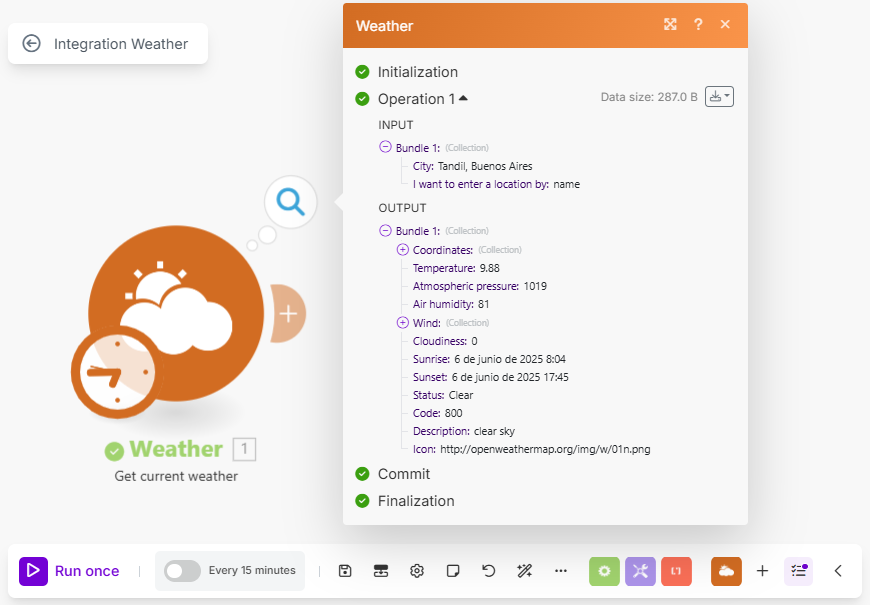 Integration Weather
Weather
?
Initialization
Operation 1
Data size: 287.0 B
INPUT
Bundle 1: (Collection)
City: Tandil, Buenos Aires
I want to enter a location by: name
OUTPUT
Bundle 1: (Collection)
Coordinates: (Collection)
Temperature: 9.88
Atmospheric pressure: 1019
Air humidity: 81
Wind: (Collection)
Cloudiness: 0
Sunrise: 6 de junio de 2025 8:04
Sunset: 6 de junio de 2025 17:45
Status: Clear
Code: 800
Description: clear sky
Icon: http://openweathermap.org/img/w/01n.png
Commit
Finalization
Weather 1
Get current weather
Run once
Every 15 minutes